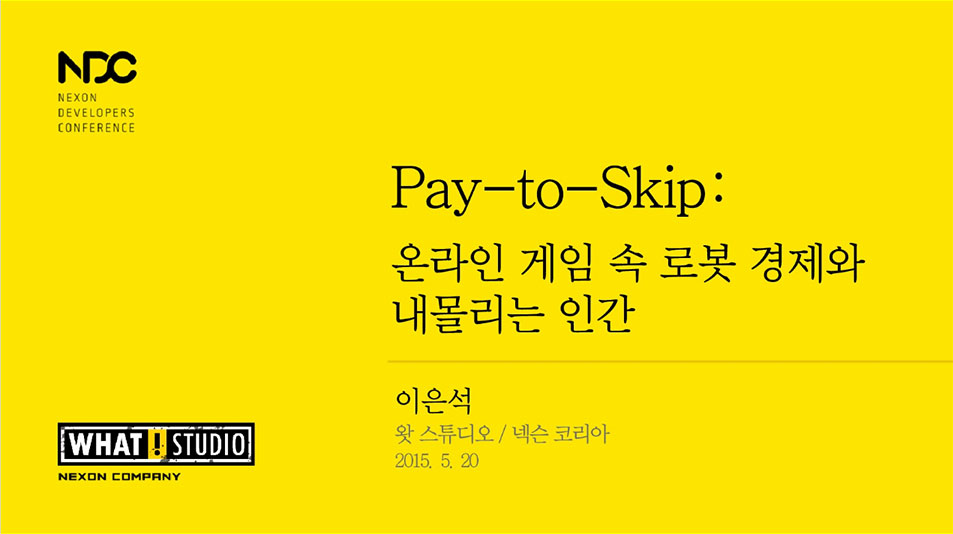 NDC
NEXON
DEVELOPERS
CONFERENCE
Pay-to-Skip:
온라인 게임 속 로봇 경제와
내몰리는 인간
이은석
왓 스튜디오 / 넥슨 코리아
2015. 5. 20
WHAT ! STUDIO
NEXON COMPANY